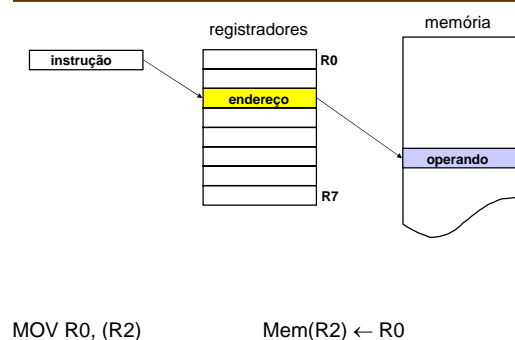 registradores
memória
instrução
R0
endereço
operando
R7
MOV R0, (R2)
Mem(R2) ← R0